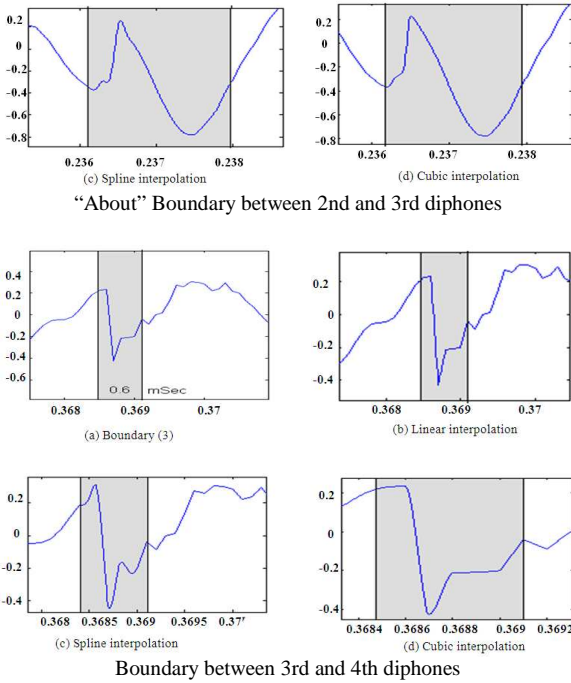 0.2
0
-0.2
-0.4
-0.6
-0.8
0.236 0.237 0.238
(c) Spline interpolation
0.2
0
-0.2
-0.4
-0.6
-0.8
0.236 0.237 0.238
(d) Cubic interpolation
“About” Boundary between 2nd and 3rd diphones
0.4
0.2
0
-0.2
-0.4
-0.6
0.6 mSec
0.368 0.369 0.37
(a) Boundary (3)
0.2
0
-0.2
-0.4
0.368 0.369 0.37
(b) Linear interpolation
0.2
0
-0.2
-0.4
0.368 0.3685 0.369 0.3695 0.37
(c) Spline interpolation
0.2
0
-0.2
-0.4
0.3684 0.3686 0.3688 0.369 0.3692
(d) Cubic interpolation
Boundary between 3rd and 4th diphones